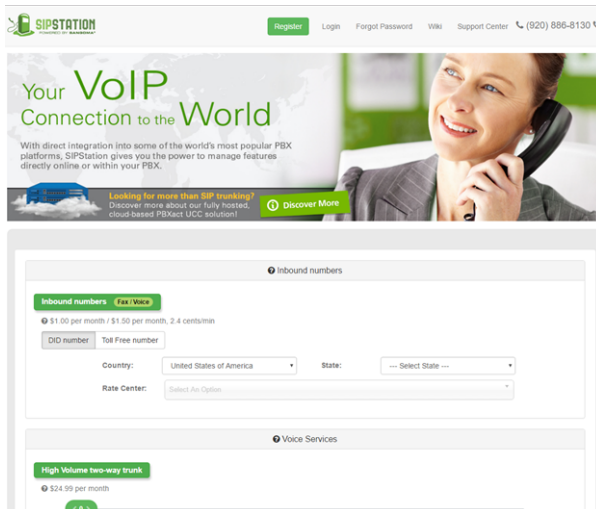 SIPSTATION
POWERED BY SANGOMA
Register Login Forgot Password Wiki Support Center (920) 886-8130
Your VoIP
Connection to the World
With direct integration into some of the world's most popular PBX
platforms, SIPStation gives you the power to manage features
directly online or within your PBX.
Looking for more than SIP trunking?
Discover more about our fully hosted,
cloud-based PBXact UCC solution!
Discover More
Inbound numbers
Inbound numbers Fax / Voice
$1.00 per month / $1.50 per month, 2.4 cents/min
DID number Toll Free number
Country: United States of America State: --- Select State ---
Rate Center: Select An Option
Voice Services
High Volume two-way trunk
$24.99 per month